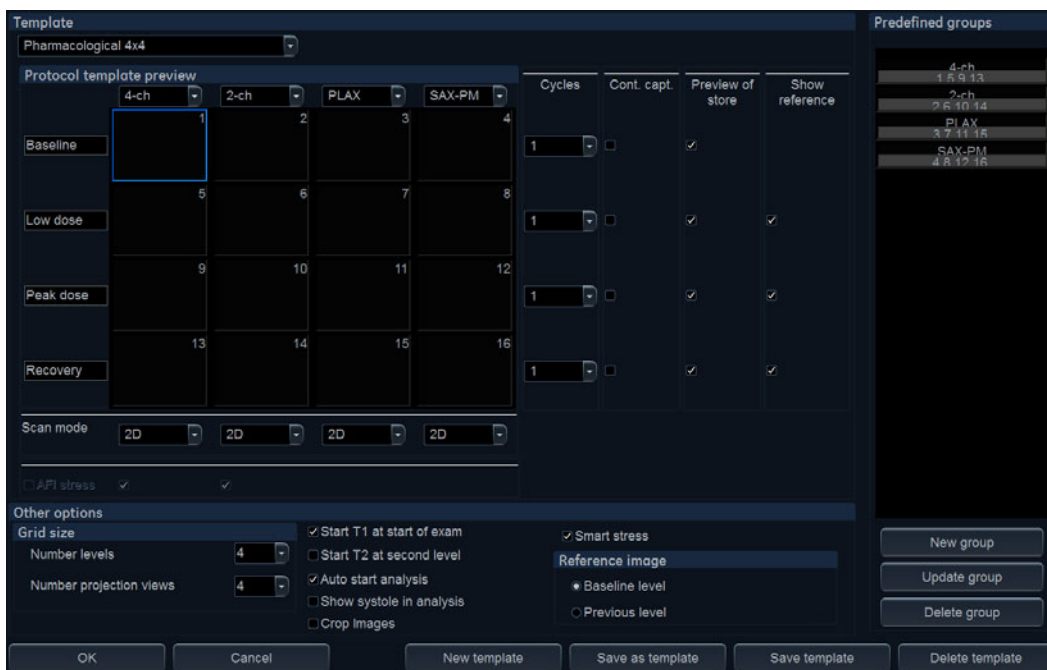 Template
Predefined groups
Pharmacological 4x4
Protocol template preview
Cycles
Cont. capt.
Preview of store
Show reference
4-ch
2-ch
PLAX
SAX-PM
1
2
3
4
Baseline
1
5
6
7
8
Low dose
1
9
10
11
12
Peak dose
1
13
14
15
16
Recovery
1
Scan mode
2D
2D
2D
2D
AFI stress
4-ch
1 5 9 13
2-ch
2 6 10 14
PLAX
3 7 11 15
SAX-PM
4 8 12 16
Other options
Grid size
Number levels
4
Number projection views
4
Start T1 at start of exam
Start T2 at second level
Auto start analysis
Show systole in analysis
Crop Images
Smart stress
Reference image
Baseline level
Previous level
New group
Update group
Delete group
OK
Cancel
New template
Save as template
Save template
Delete template